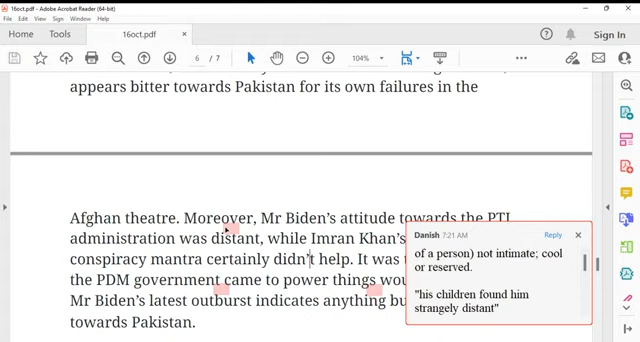 16oct.pdf - Adobe Acrobat Reader (64-bit)
File Edit View Sign Window Help
Home Tools 16oct.pdf × Sign In
6 / 7 104%
appears bitter towards Pakistan for its own failures in the
Afghan theatre. Moreover, Mr Biden's attitude towards the PTI
administration was distant, while Imran Khan's
conspiracy mantra certainly didn't help. It was
the PDM government came to power things
Mr Biden's latest outburst indicates anything
towards Pakistan.
Danish 7:21 AM Reply
of a person) not intimate; cool
or reserved.
"his children found him
strangely distant"